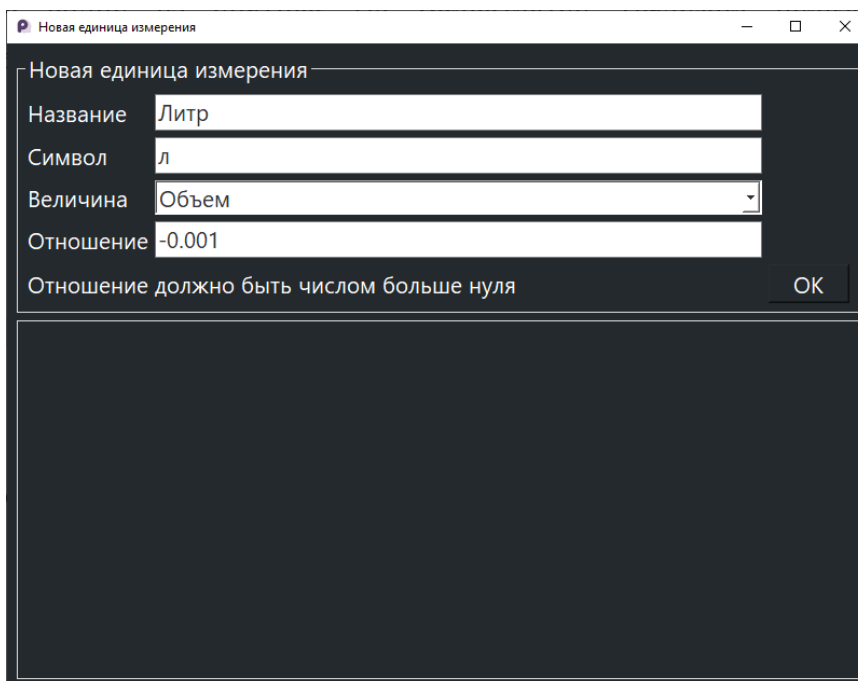 Новая единица измерения
Новая единица измерения
Название Литр
Символ л
Величина Объем
Отношение -0.001
Отношение должно быть числом больше нуля OK